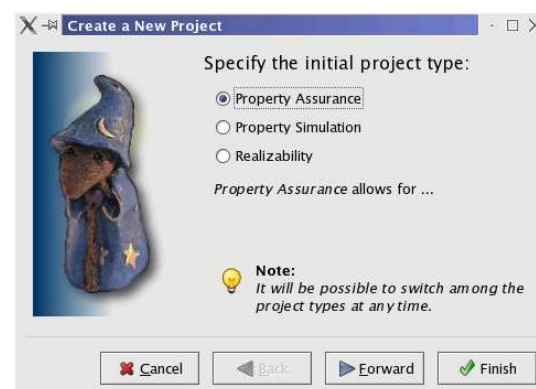 Create a New Project
Specify the initial project type:
Property Assurance
Property Simulation
Realizability
Property Assurance allows for ...
Note:
It will be possible to switch among the
project types at any time.
Cancel
Back
Forward
Finish